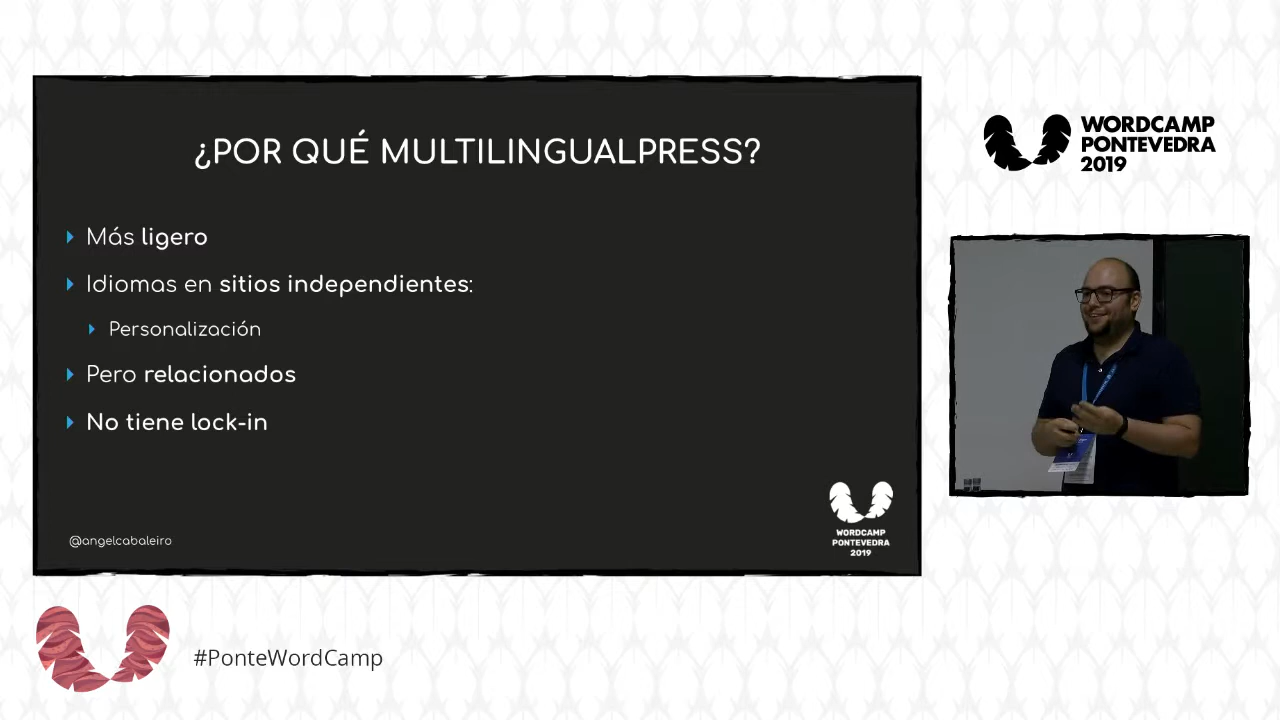 ¿POR QUÉ MULTILINGUALPRESS?
Más ligero
Idiomas en sitios independientes:
Personalización
Pero relacionados
No tiene lock-in
@angelcabaleiro
WORDCAMP
PONTEVEDRA
2019
WORDCAMP
PONTEVEDRA
2019
#PonteWordCamp